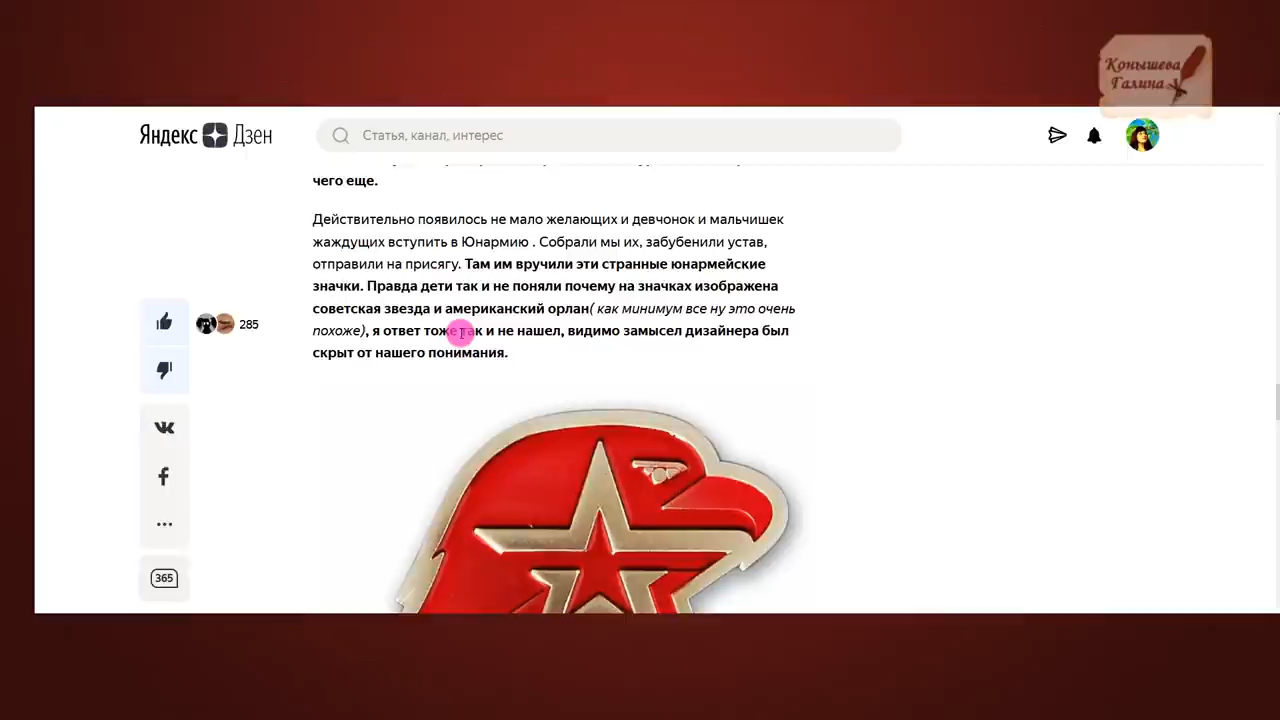 Конышева
Галина
Яндекс Дзен
Статья, канал, интерес
чего еще.
Действительно появилось не мало желающих и девчонок и мальчишек
жаждущих вступить в Юнармию . Собрали мы их, забубенили устав,
отправили на присягу. Там им вручили эти странные юнармейские
значки. Правда дети так и не поняли почему на значках изображена
советская звезда и американский орлан( как минимум все ну это очень
похоже), я ответ тоже так и не нашел, видимо замысел дизайнера был
скрыт от нашего понимания.
285
365